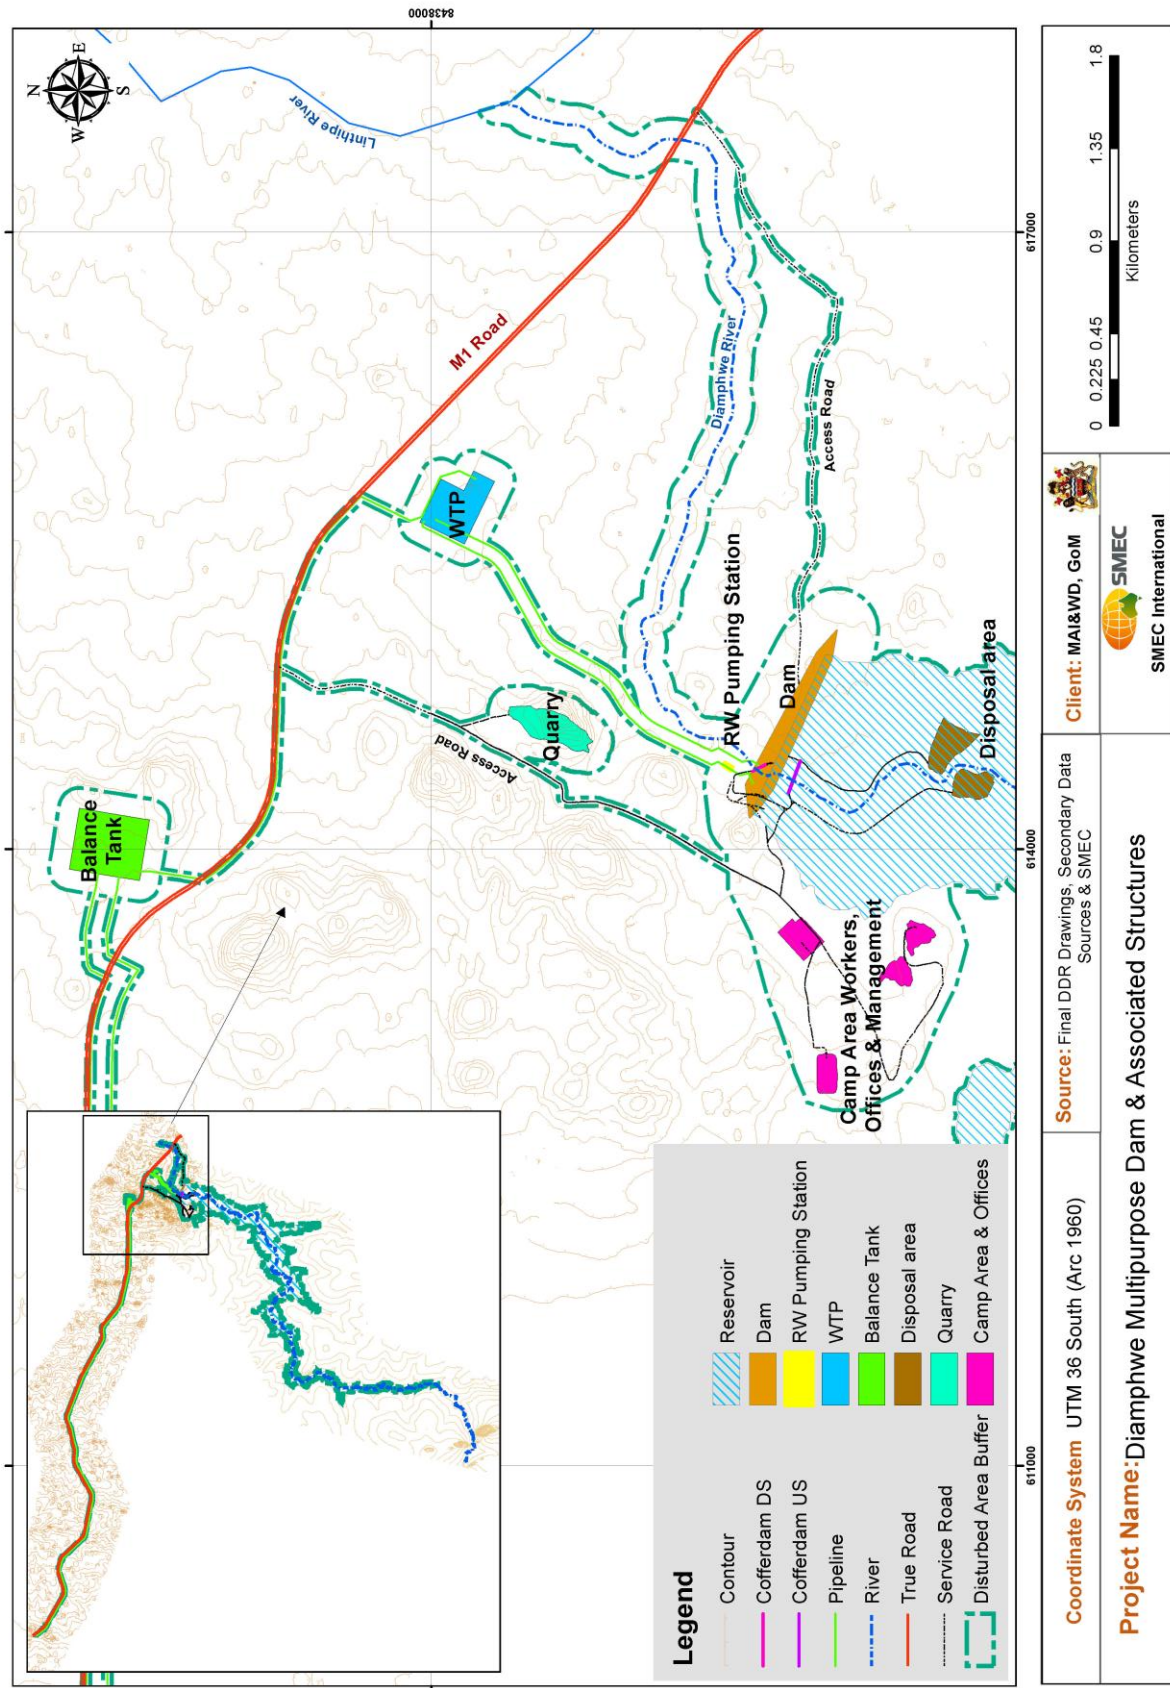 8438000
N
E
S
W
Linthipe River
617000
614000
611000
M1 Road
Balance
Tank
WTP
Diamphwe River
Access Road
Quarry
Access Road
RW Pumping Station
Dam
Disposal area
Camp Area Workers,
Offices & Management
Legend
Contour
Cofferdam DS
Cofferdam US
Pipeline
River
True Road
Service Road
Disturbed Area Buffer
Reservoir
Dam
RW Pumping Station
WTP
Balance Tank
Disposal area
Quarry
Camp Area & Offices
Coordinate System UTM 36 South (Arc 1960)
Source: Final DDR Drawings, Secondary Data
Sources & SMEC
Client: MAI&WD, GoM
SMEC
SMEC International
0 0.225 0.45 0.9 1.35 1.8
Kilometers
Project Name: Diamphwe Multipurpose Dam & Associated Structures